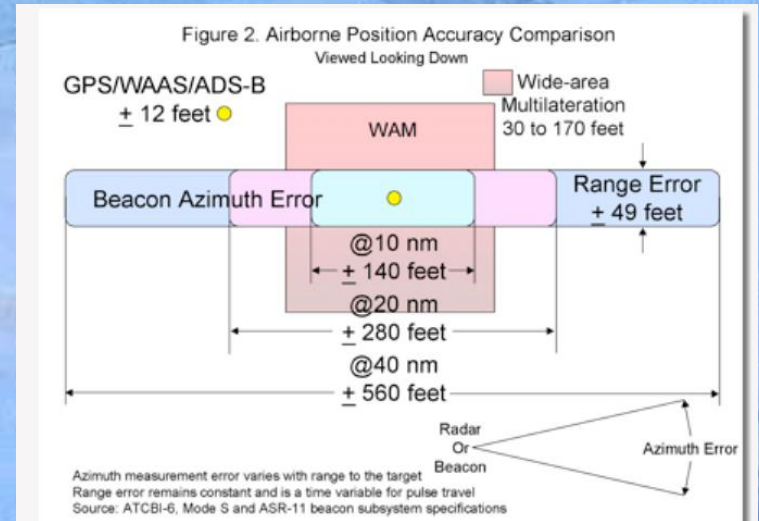 Figure 2. Airborne Position Accuracy Comparison
Viewed Looking Down
GPS/WAAS/ADS-B
± 12 feet
Wide-area
Multilateration
30 to 170 feet
WAM
Beacon Azimuth Error
Range Error
± 49 feet
@10 nm
± 140 feet
@20 nm
± 280 feet
@40 nm
± 560 feet
Radar
Or
Beacon
Azimuth Error
Azimuth measurement error varies with range to the target
Range error remains constant and is a time variable for pulse travel
Source: ATCBI-6, Mode S and ASR-11 beacon subsystem specifications